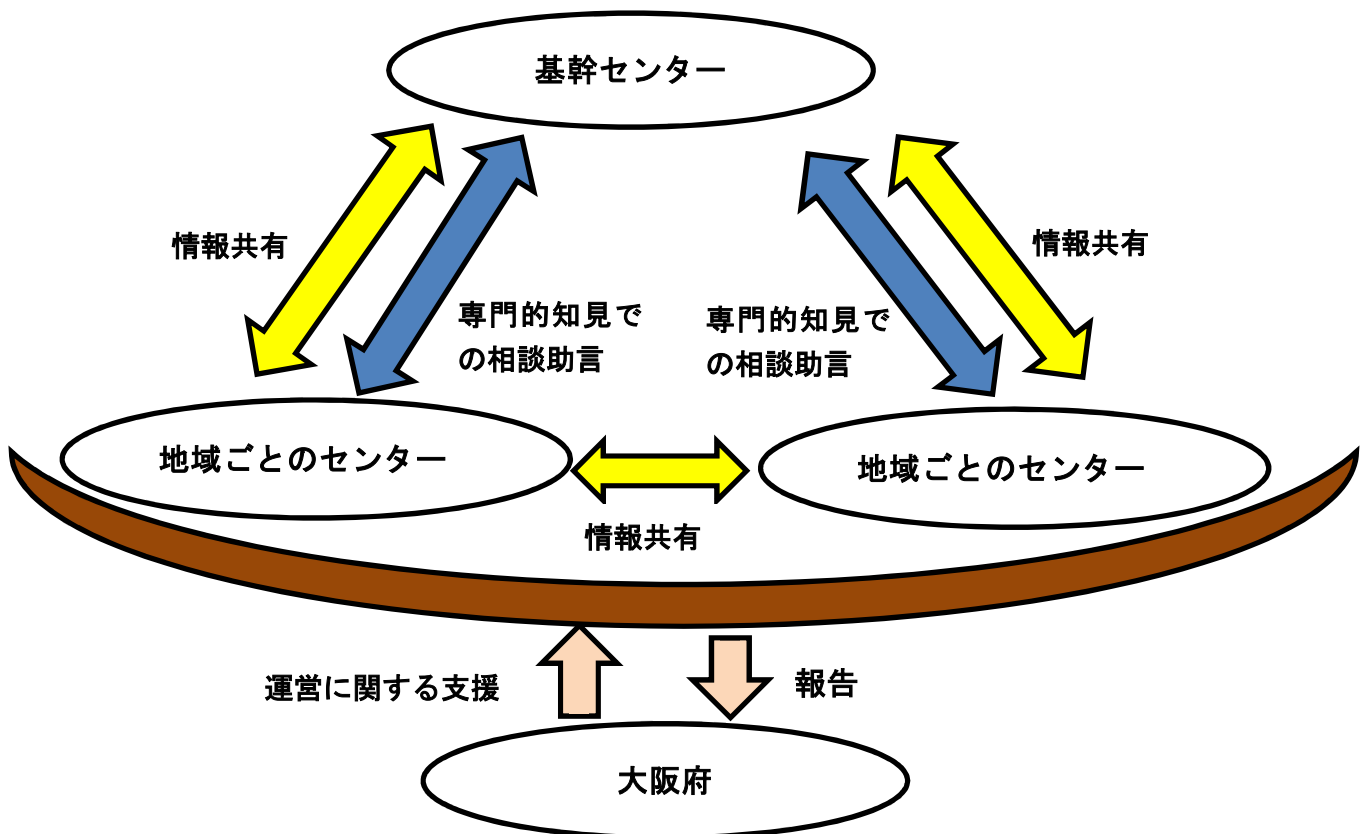 基幹センター
情報共有
情報共有
専門的知見で
の相談助言
専門的知見で
の相談助言
地域ごとのセンター
地域ごとのセンター
情報共有
運営に関する支援
報告
大阪府